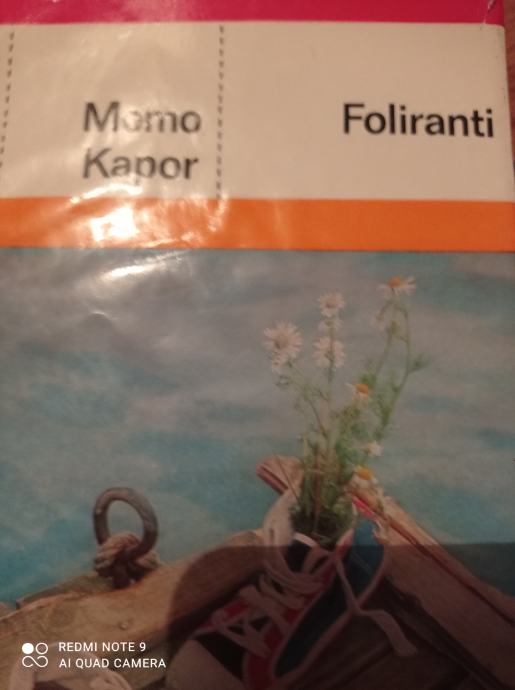 Momo
Kapor
Foliranti
REDMI NOTE 9
AI QUAD CAMERA